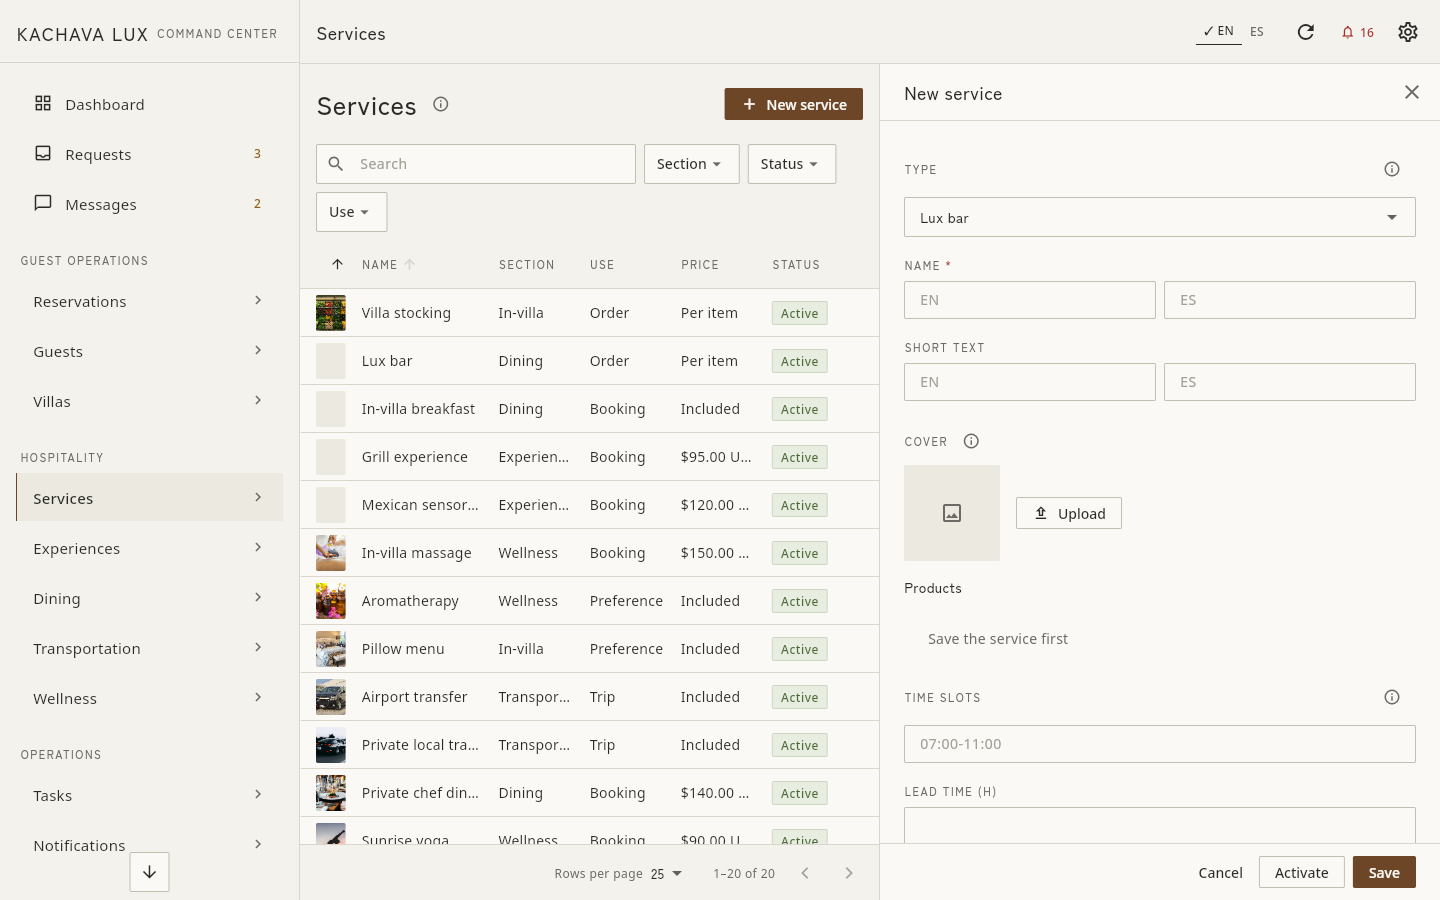 KACHAVA LUX COMMAND CENTER
Dashboard
Requests 3
Messages 2
GUEST OPERATIONS
Reservations
Guests
Villas
HOSPITALITY
Services
Experiences
Dining
Transportation
Wellness
OPERATIONS
Tasks
Notifications
Services
✓ EN ES 16
Services
+ New service
Search Section Status
Use
NAME SECTION USE PRICE STATUS
Villa stocking In-villa Order Per item Active
Lux bar Dining Order Per item Active
In-villa breakfast Dining Booking Included Active
Grill experience Experien... Booking $95.00 U... Active
Mexican sensor... Experien... Booking $120.00 ... Active
In-villa massage Wellness Booking $150.00 ... Active
Aromatherapy Wellness Preference Included Active
Pillow menu In-villa Preference Included Active
Airport transfer Transpor... Trip Included Active
Private local tra... Transpor... Trip Included Active
Private chef din... Dining Booking $140.00 ... Active
Sunrise yoga Wellness Booking $90.00 U... Active
Rows per page 25 1–20 of 20
New service
TYPE
Lux bar
NAME *
EN ES
SHORT TEXT
EN ES
COVER
Upload
Products
Save the service first
TIME SLOTS
07:00-11:00
LEAD TIME (H)
Cancel Activate Save